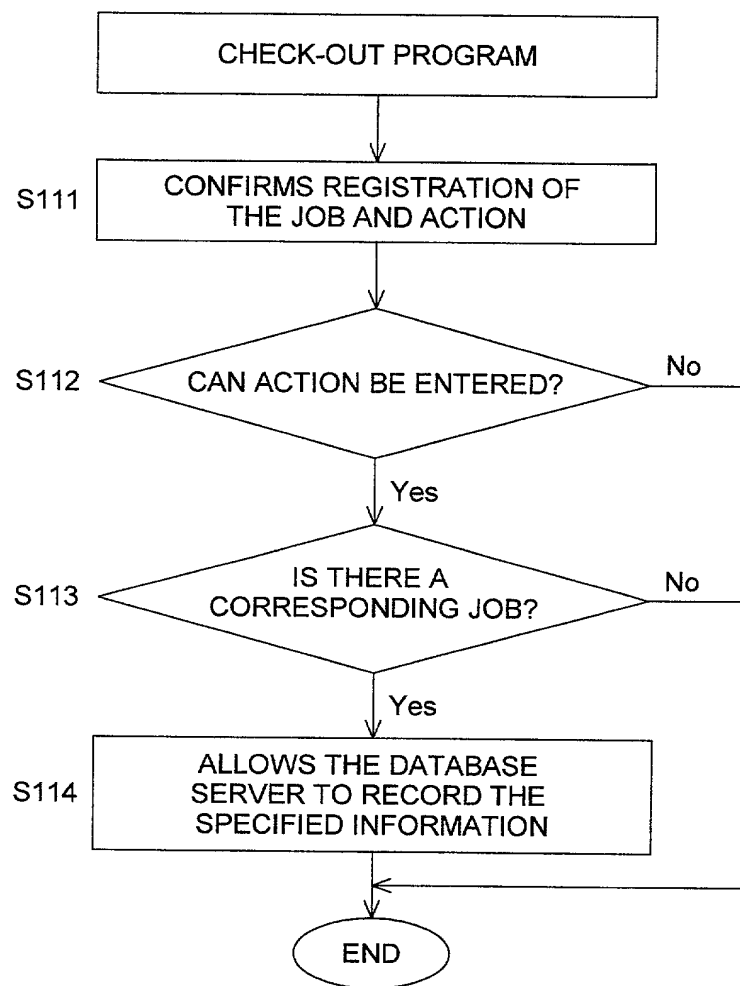 CHECK-OUT PROGRAM
S111
CONFIRMS REGISTRATION OF
THE JOB AND ACTION
S112
CAN ACTION BE ENTERED?
No
Yes
S113
IS THERE A
CORRESPONDING JOB?
No
Yes
S114
ALLOWS THE DATABASE
SERVER TO RECORD THE
SPECIFIED INFORMATION
END